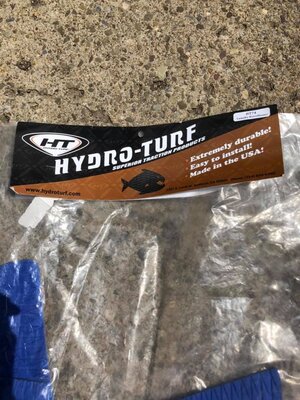 HT
HYDRO-TURF
SUPERIOR TRACTION PRODUCTS
- Extremely durable!
- Easy to install!
- Made in the USA!
www.hydroturf.com